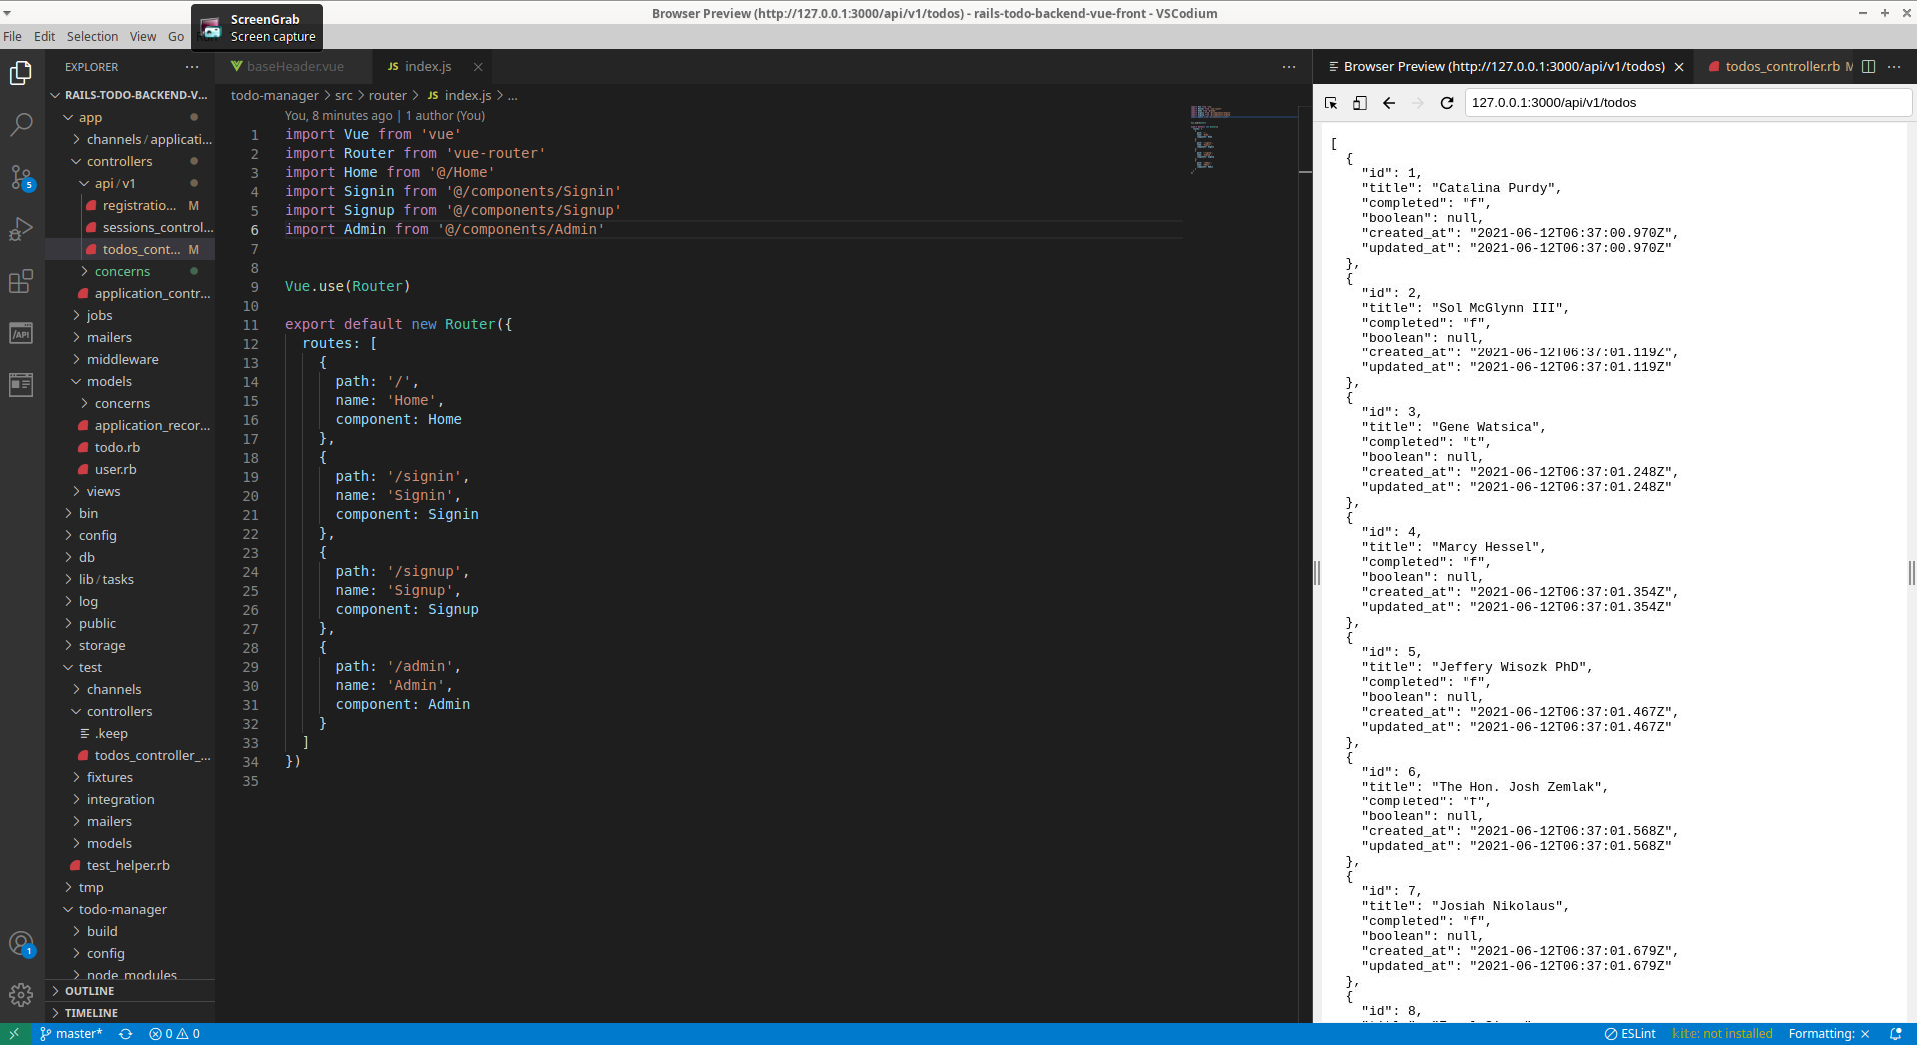 Browser Preview (http://127.0.0.1:3000/api/v1/todos) - rails-todo-backend-vue-front - VSCodium
ScreenGrab
Screen capture
File Edit Selection View Go
EXPLORER
RAILS-TODO-BACKEND-V...
app
channels / applicati...
controllers
api / v1
registratio... M
sessions_control...
todos_cont... M
concerns
application_contr...
jobs
mailers
middleware
models
concerns
application_recor...
todo.rb
user.rb
views
bin
config
db
lib / tasks
log
public
storage
test
channels
controllers
.keep
todos_controller_...
fixtures
integration
mailers
models
test_helper.rb
tmp
todo-manager
build
config
node_modules
OUTLINE
TIMELINE
5
/API
1
baseHeader.vue
JS index.js
todo-manager > src > router > JS index.js > ...
You, 8 minutes ago | 1 author (You)
1 import Vue from 'vue'
2 import Router from 'vue-router'
3 import Home from '@/Home'
4 import Signin from '@/components/Signin'
5 import Signup from '@/components/Signup'
6 import Admin from '@/components/Admin'
7
8
9 Vue.use(Router)
10
11 export default new Router({
12 routes: [
13 {
14 path: '/',
15 name: 'Home',
16 component: Home
17 },
18 {
19 path: '/signin',
20 name: 'Signin',
21 component: Signin
22 },
23 {
24 path: '/signup',
25 name: 'Signup',
26 component: Signup
27 },
28 {
29 path: '/admin',
30 name: 'Admin',
31 component: Admin
32 }
33 ]
34 })
35
Browser Preview (http://127.0.0.1:3000/api/v1/todos)
todos_controller.rb M
127.0.0.1:3000/api/v1/todos
[
{
"id": 1,
"title": "Catalina Purdy",
"completed": "f",
"boolean": null,
"created_at": "2021-06-12T06:37:00.970Z",
"updated_at": "2021-06-12T06:37:00.970Z"
},
{
"id": 2,
"title": "Sol McGlynn III",
"completed": "f",
"boolean": null,
"created_at": "2021-06-12T06:37:01.119Z",
"updated_at": "2021-06-12T06:37:01.119Z"
},
{
"id": 3,
"title": "Gene Watsica",
"completed": "t",
"boolean": null,
"created_at": "2021-06-12T06:37:01.248Z",
"updated_at": "2021-06-12T06:37:01.248Z"
},
{
"id": 4,
"title": "Marcy Hessel",
"completed": "f",
"boolean": null,
"created_at": "2021-06-12T06:37:01.354Z",
"updated_at": "2021-06-12T06:37:01.354Z"
},
{
"id": 5,
"title": "Jeffery Wisozk PhD",
"completed": "f",
"boolean": null,
"created_at": "2021-06-12T06:37:01.467Z",
"updated_at": "2021-06-12T06:37:01.467Z"
},
{
"id": 6,
"title": "The Hon. Josh Zemlak",
"completed": "f",
"boolean": null,
"created_at": "2021-06-12T06:37:01.568Z",
"updated_at": "2021-06-12T06:37:01.568Z"
},
{
"id": 7,
"title": "Josiah Nikolaus",
"completed": "f",
"boolean": null,
"created_at": "2021-06-12T06:37:01.679Z",
"updated_at": "2021-06-12T06:37:01.679Z"
},
{
"id": 8,
master* 0 0
ESLint kite: not installed Formatting: ×